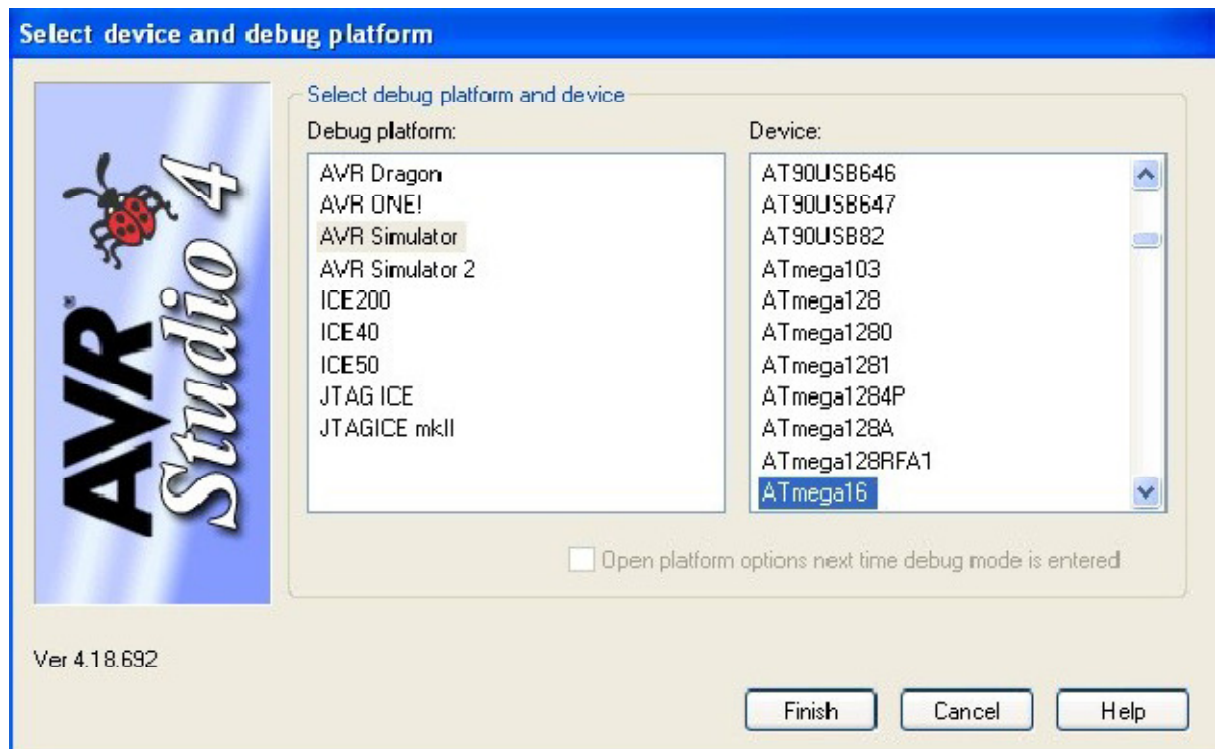 Select device and debug platform
AVR
Studio 4
Select debug platform and device
Debug platform:
AVR Dragon
AVR ONE!
AVR Simulator
AVR Simulator 2
ICE200
ICE40
ICE50
JTAG ICE
JTAGICE mkII
Device:
AT90USB646
AT90USB647
AT90USB82
ATmega103
ATmega128
ATmega1280
ATmega1281
ATmega1284P
ATmega128A
ATmega128RFA1
ATmega16
Open platform options next time debug mode is entered
Ver 4.18.692
Finish
Cancel
Help